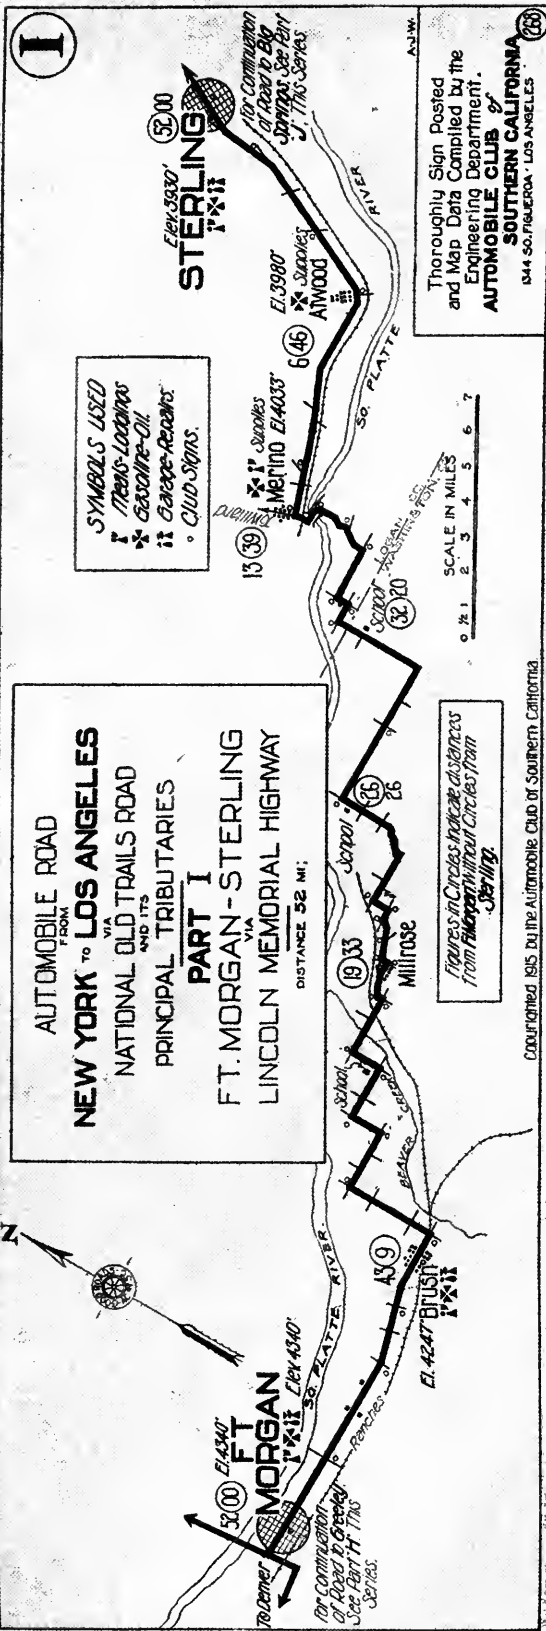 I
AUTOMOBILE ROAD
FROM
NEW YORK TO LOS ANGELES
VIA
NATIONAL OLD TRAILS ROAD
AND ITS
PRINCIPAL TRIBUTARIES
PART I
FT. MORGAN-STERLING
VIA
LINCOLN MEMORIAL HIGHWAY
DISTANCE 52 MI;
SYMBOLS USED
Meals-Lodgings
Gasoline-Oil.
Garage-Repairs.
Club Signs.
N
52 00 El.4340'
FT
MORGAN
Elev 4340'
To Denver
For Continuation
of Road to Greeley
See Part "H" This
Series.
SO. PLATTE RIVER.
Ranches
43 9
El. 4247' Brush
BEAVER CREEK
School
19 33
Millrose
School
26
26
School
32 20
LOGAN CO.
WASHINGTON
13 39
Supplies
Merino El.4033'
6 46
El.3980'
Supplies
Atwood
SO. PLATTE RIVER
Elev.3930'
52 00
STERLING
For Continuation
of Road to Big
Springs See Part
"J", This Series
Figures in Circles indicate distances
from Ft. Morgan Without Circles from
Sterling.
SCALE IN MILES
0 ½ 1 2 3 4 5 6 7
A.J.W.
Thoroughly Sign Posted
and Map Data Compiled by the
Engineering Department.
AUTOMOBILE CLUB of
SOUTHERN CALIFORNIA
1344 SO. FIGUEROA - LOS ANGELES
268
Copyrighted 1915 by the Automobile Club of Southern California